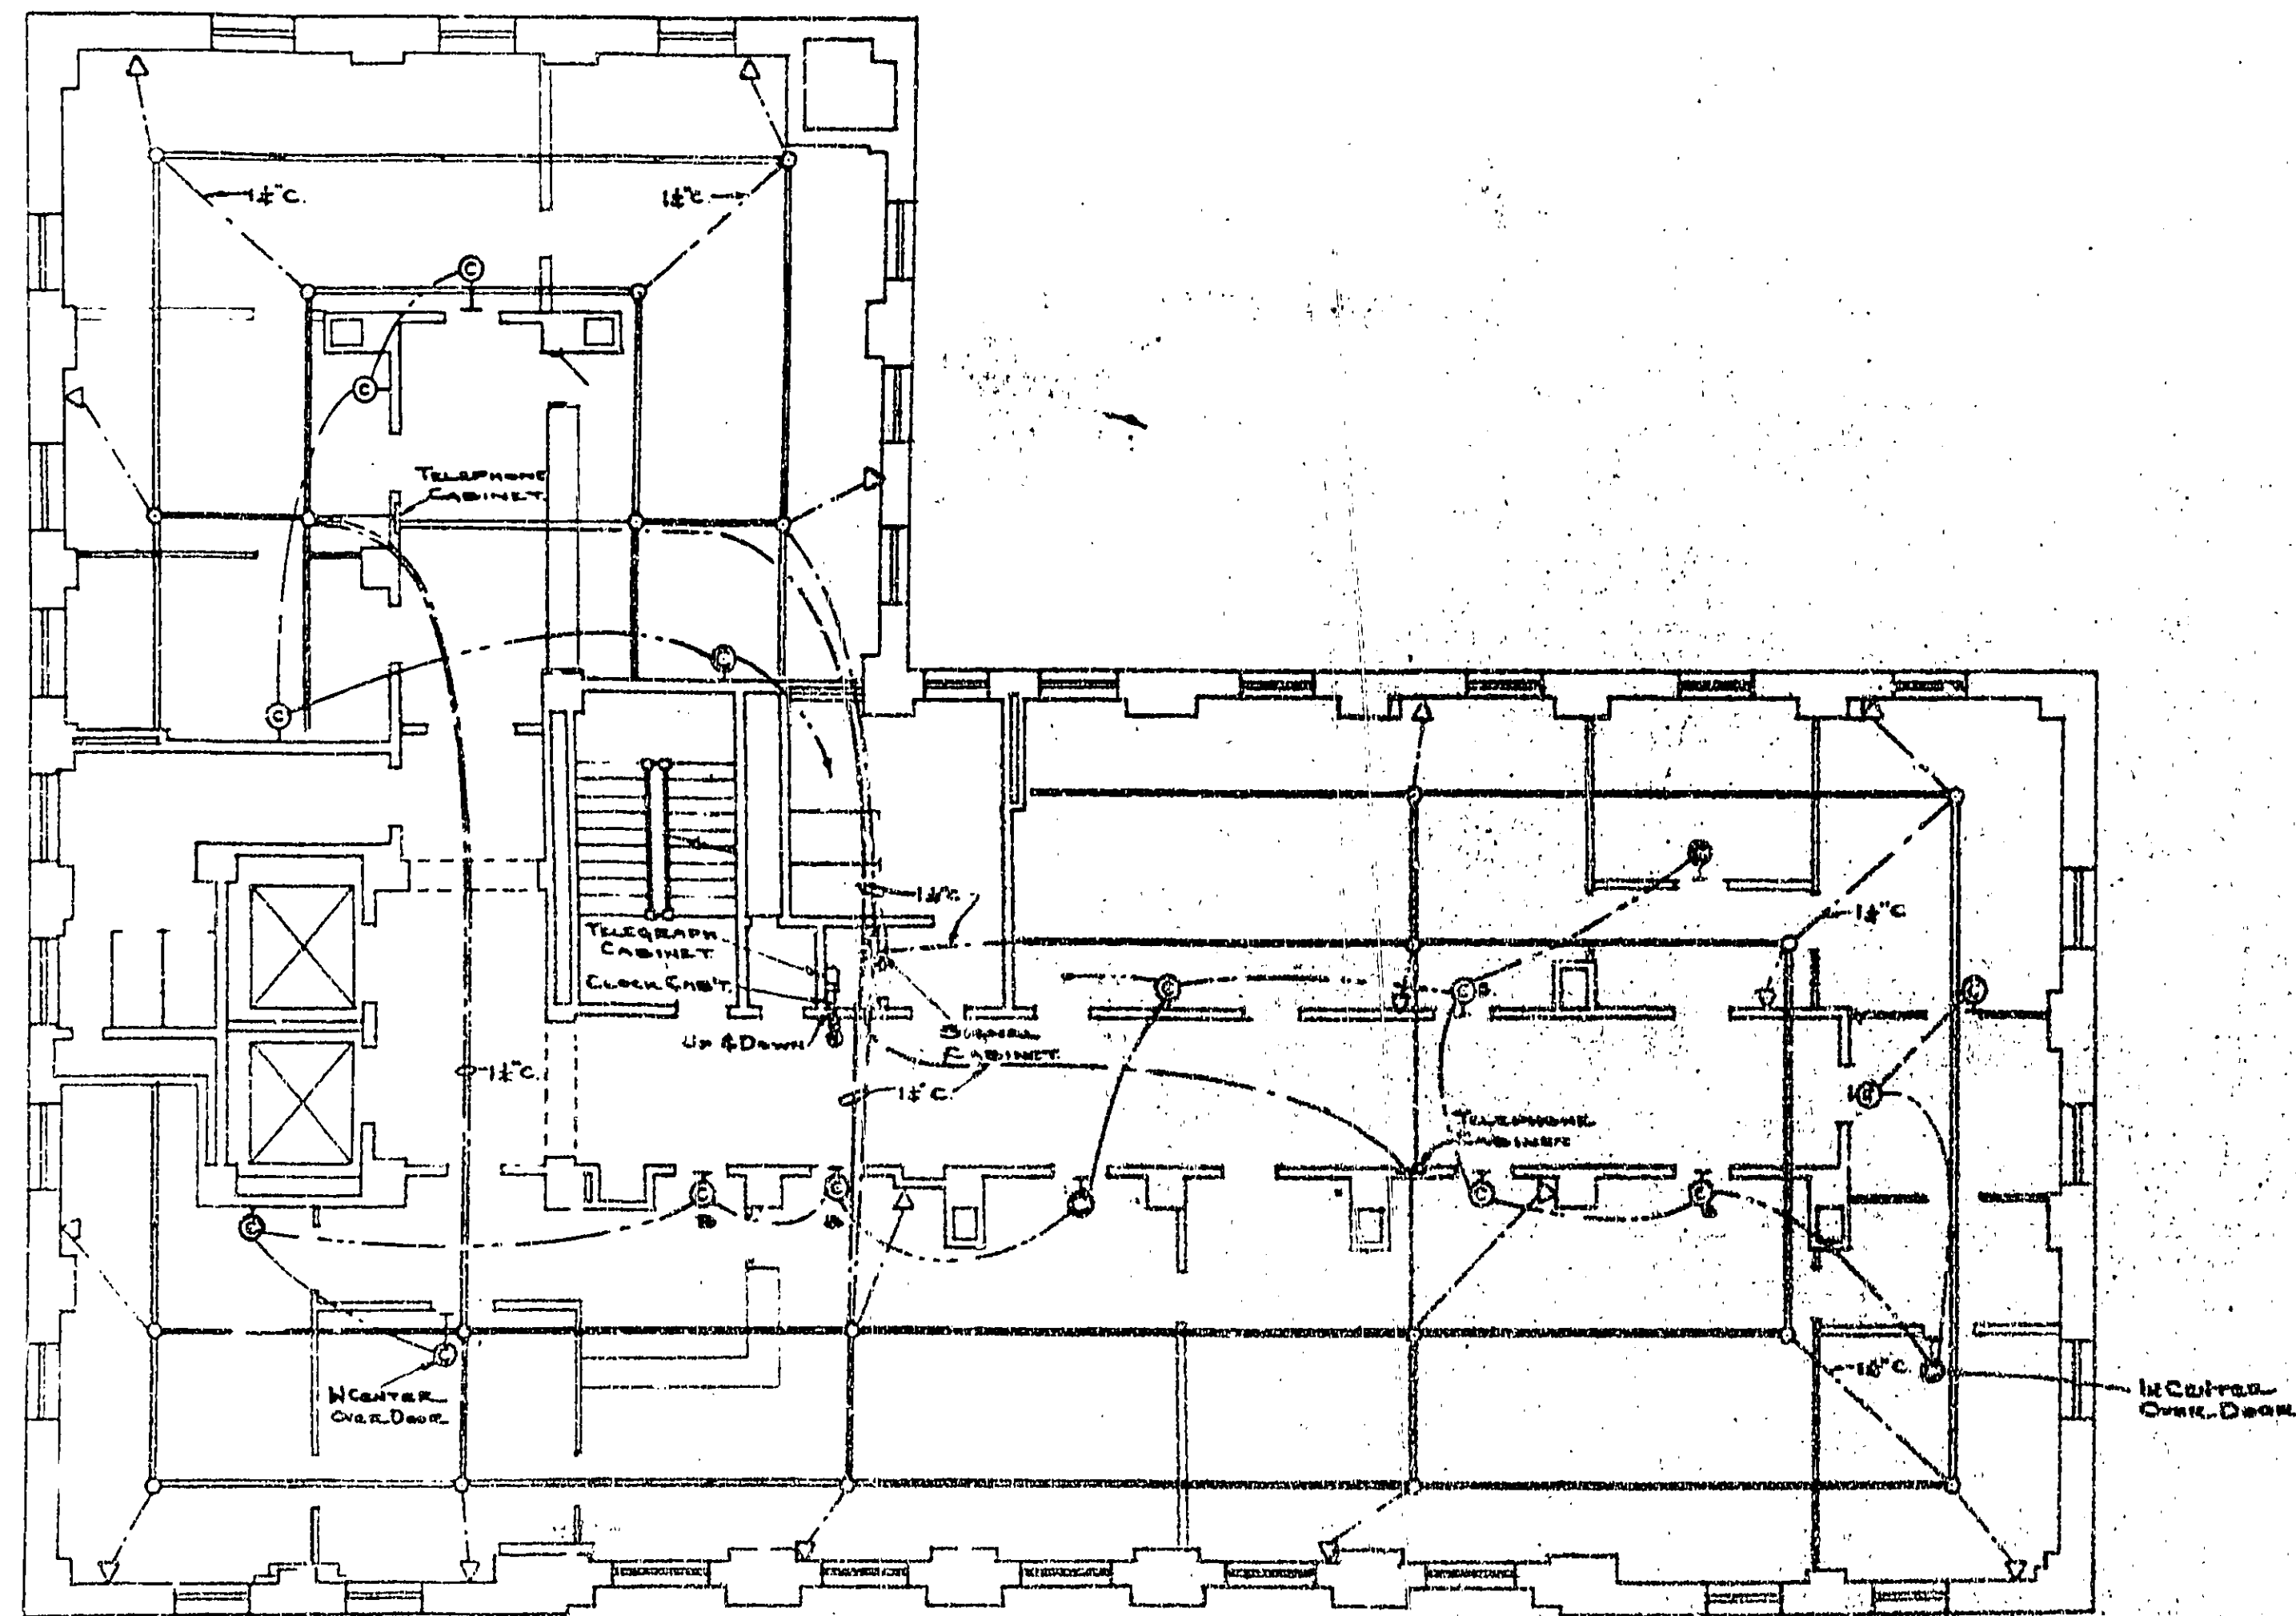 1¼"C.
1¼"C.
C
C
TELEPHONE
CABINET.
C
1¼"C.
1¼"C.
TELEGRAPH
CABINET.
CLOCK CAB'T.
C
C
UP & DOWN
CABINET.
1¼"C.
1¼"C.
TELEPHONE
CABINET
C
C
C
C
C
C
IN CENTER
OVER DOOR
1¼"C.
IN CENTER
OVER DOOR